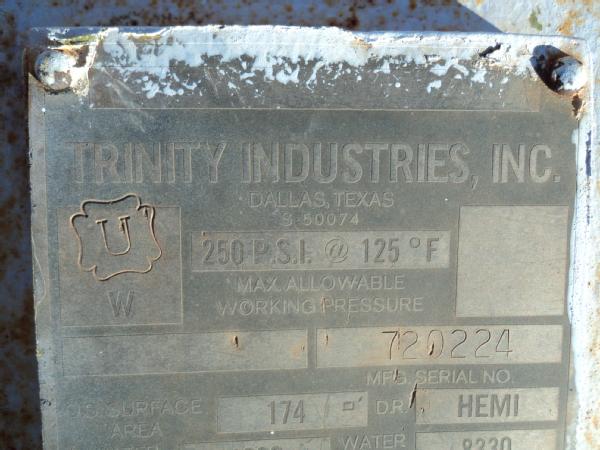 TRINITY INDUSTRIES, INC.
DALLAS, TEXAS
S-50074
U
W
250 P.S.I. @ 125°F
MAX. ALLOWABLE
WORKING PRESSURE
720224
MFG. SERIAL NO.
O.S. SURFACE
AREA
174
D.R.
HEMI
WATER
8330